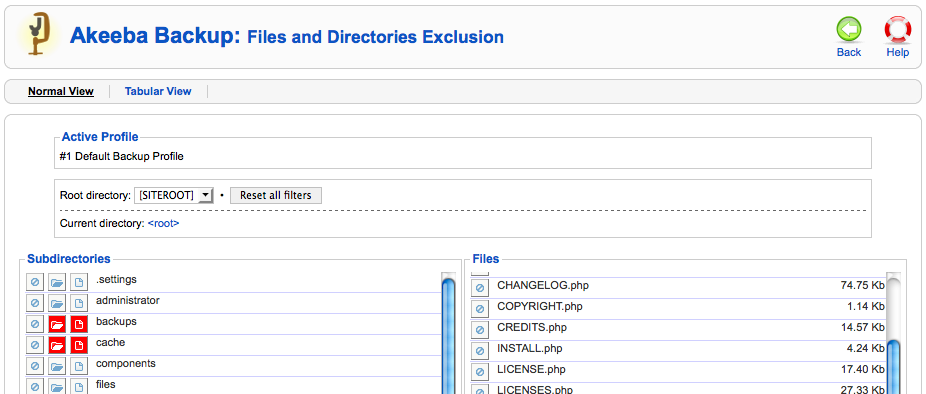 Akeeba Backup: Files and Directories Exclusion
Back
Help
Normal View
Tabular View
Active Profile
#1 Default Backup Profile
Root directory: [SITEROOT] • Reset all filters
Current directory: <root>
Subdirectories
.settings
administrator
backups
cache
components
files
Files
CHANGELOG.php 74.75 Kb
COPYRIGHT.php 1.14 Kb
CREDITS.php 14.57 Kb
INSTALL.php 4.24 Kb
LICENSE.php 17.40 Kb
LICENSES.php 27.33 Kb